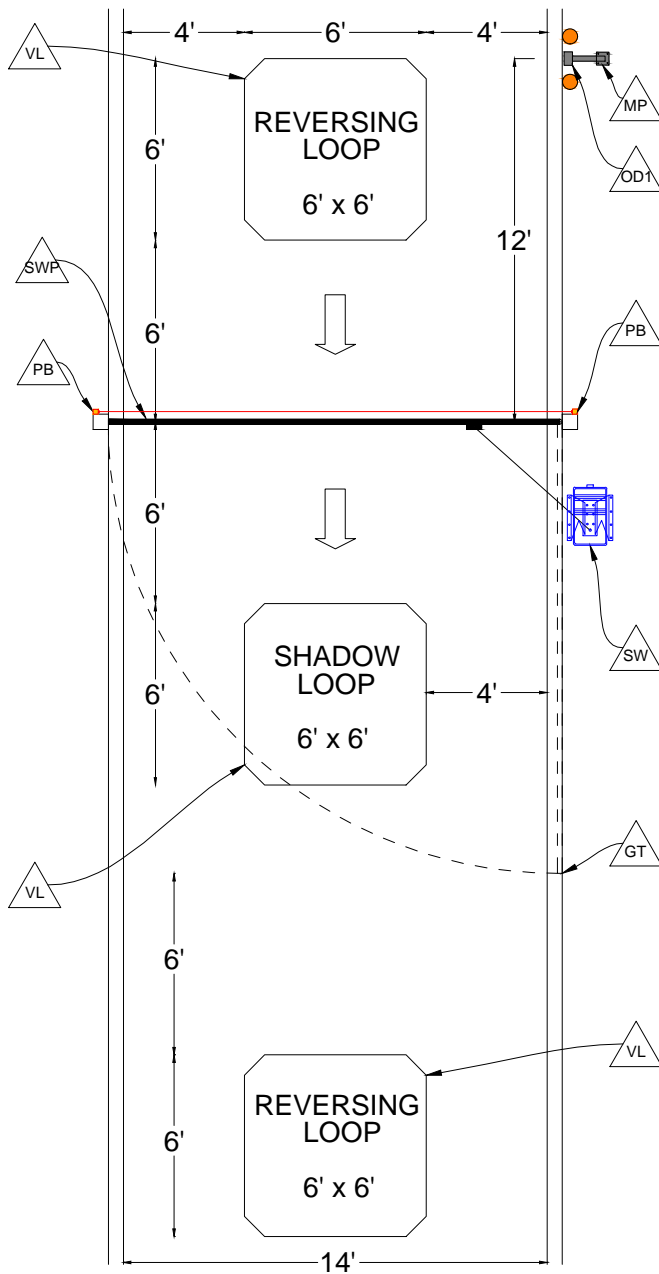 4' 6' 4'
VL
MP
REVERSING
LOOP
6' x 6'
6'
OD1
12'
SWP
6'
PB
PB
6'
SW
SHADOW
LOOP
6' x 6'
6'
4'
GT
VL
6'
VL
REVERSING
LOOP
6' x 6'
6'
14'